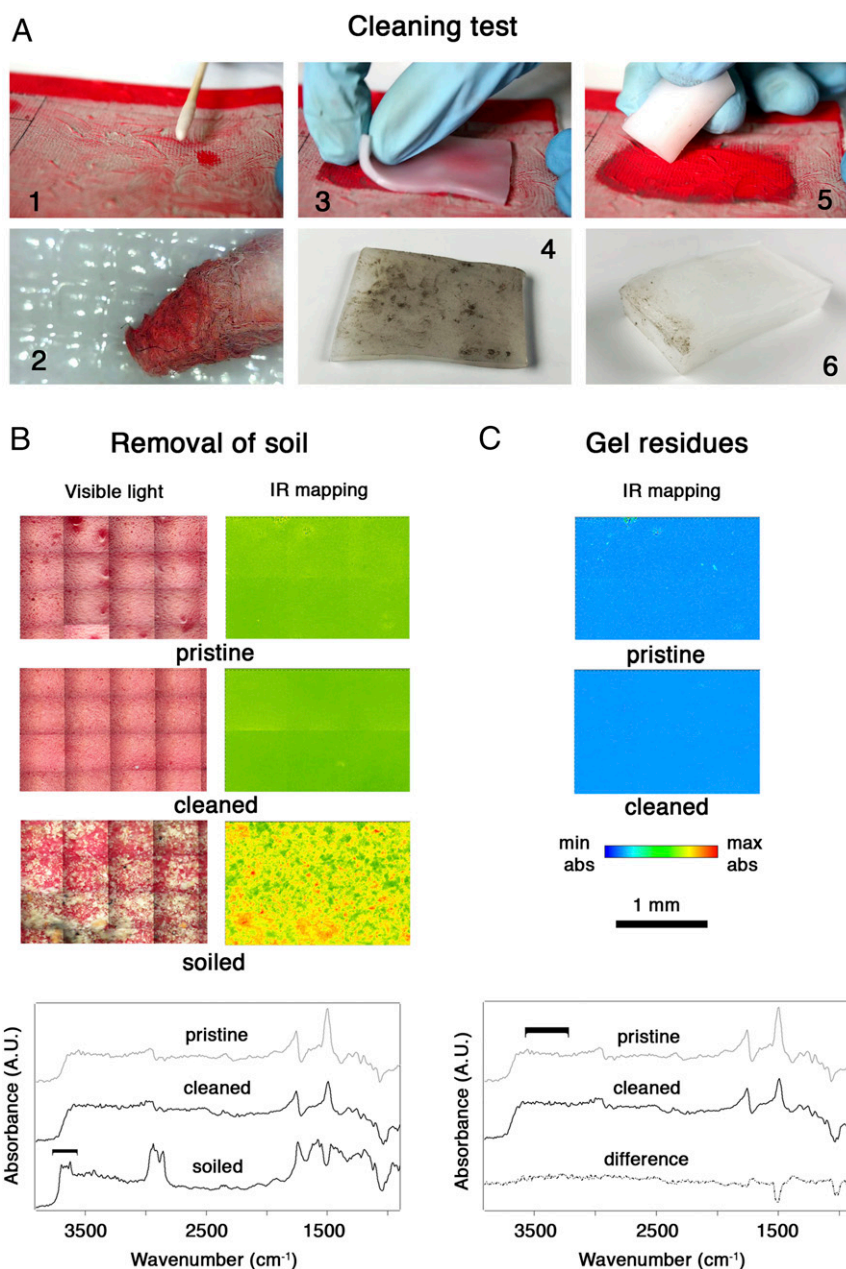 A
Cleaning test
1
3
5
2
4
6
B
Removal of soil
Visible light
IR mapping
pristine
cleaned
soiled
C
Gel residues
IR mapping
pristine
cleaned
min
abs
max
abs
1 mm
Absorbance (A.U.)
pristine
cleaned
soiled
3500 2500 1500
Wavenumber (cm⁻¹)
Absorbance (A.U.)
pristine
cleaned
difference
3500 2500 1500
Wavenumber (cm⁻¹)